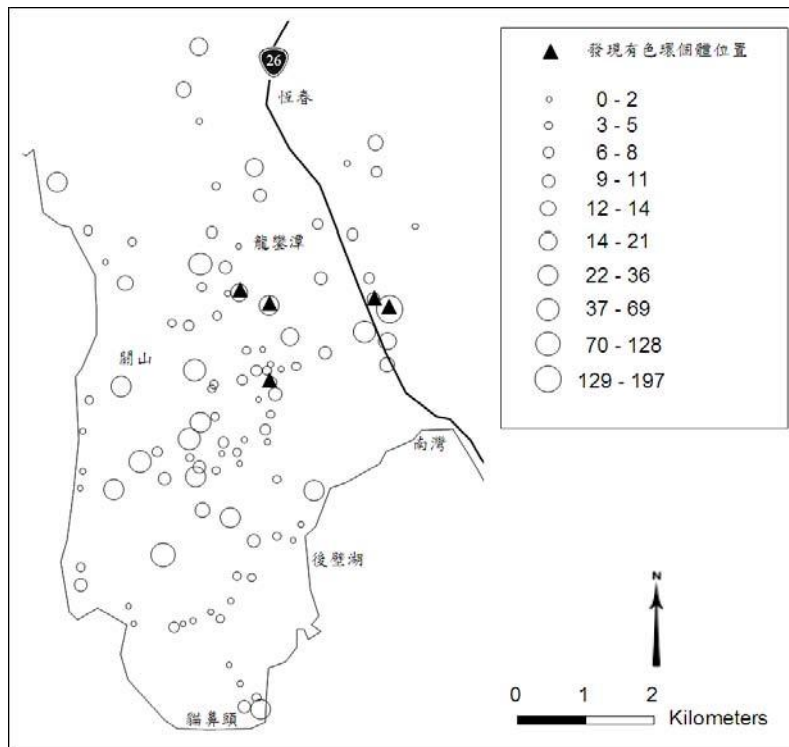 26
恆春
龍鑾潭
關山
南灣
後壁湖
貓鼻頭
發現有色環個體位置
0 - 2
3 - 5
6 - 8
9 - 11
12 - 14
14 - 21
22 - 36
37 - 69
70 - 128
129 - 197
N
0 1 2
Kilometers